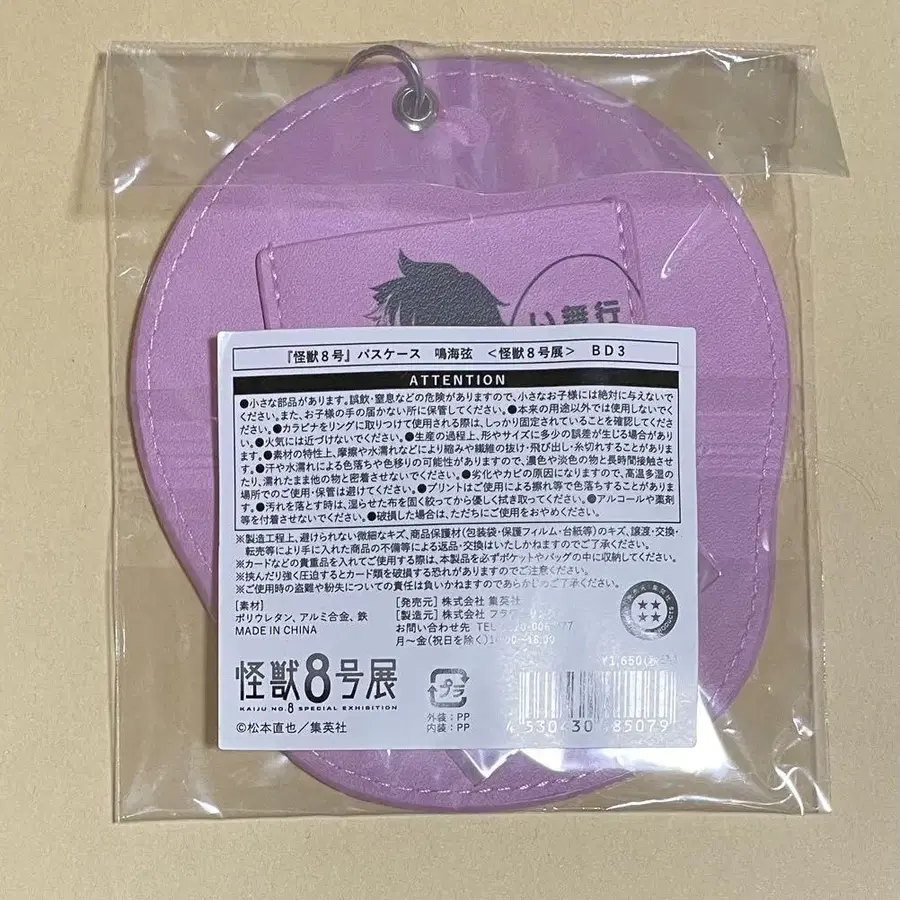 い無行
『怪獣8号』パスケース 鳴海弦 <怪獣8号展> BD3
ATTENTION
●小さな部品があります。誤飲・窒息などの危険がありますので、小さなお子様には絶対に与えないで
ください。また、お子様の手の届かない所に保管してください。●本来の用途以外では使用しないでく
ださい。●カラビナをリングに取りつけて使用される際は、しっかり固定されていることを確認してくだ
さい。●火気には近づけないでください。●生産の過程上、形やサイズに多少の誤差が生じる場合があり
ます。●素材の特性上、摩擦や水濡れなどにより縮みや繊維の抜け・飛び出し・糸切れすることがありま
す。●汗や水濡れによる色落ちや色移りの可能性がありますので、濃色や淡色の物と長時間接触させ
たり、濡れたまま他の物と密着させないでください。●劣化やカビの原因になりますので、高温多湿の
場所でのご使用・保管は避けてください。●プリントはご使用による擦れ等で色落ちすることがありま
す。●汚れを落とす時は、湿らせた布を固く絞ってから優しく拭き取ってください。●アルコールや薬剤
等を付着させないでください。●破損した場合は、ただちにご使用をおやめください。
※製造工程上、避けられない微細なキズ、商品保護材(包装袋・保護フィルム・台紙等)のキズ、譲渡・交換・
転売等により手に入れた商品の不備等による返品・交換はいたしかねますのでご了承ください。
※カードなどの貴重品を入れてご使用する際は、本製品を必ずポケットやバッグの中に収納してください。
※挟んだり強く圧迫するとカード類を破損する恐れがありますのでご注意ください。
※ご使用時の盗難や紛失についての責任は負いかねますのであらかじめご了承ください。
[素材]
ポリウレタン、アルミ合金、鉄
MADE IN CHINA
[発売元] 株式会社 集英社
[製造元] 株式会社
お問い合わせ先 TEL
月〜金(祝日を除く)
¥1,650
怪獣8号展
KAIJU NO.8 SPECIAL EXHIBITION
©松本直也/集英社
プラ
外装:PP
内装:PP
4530430 85079